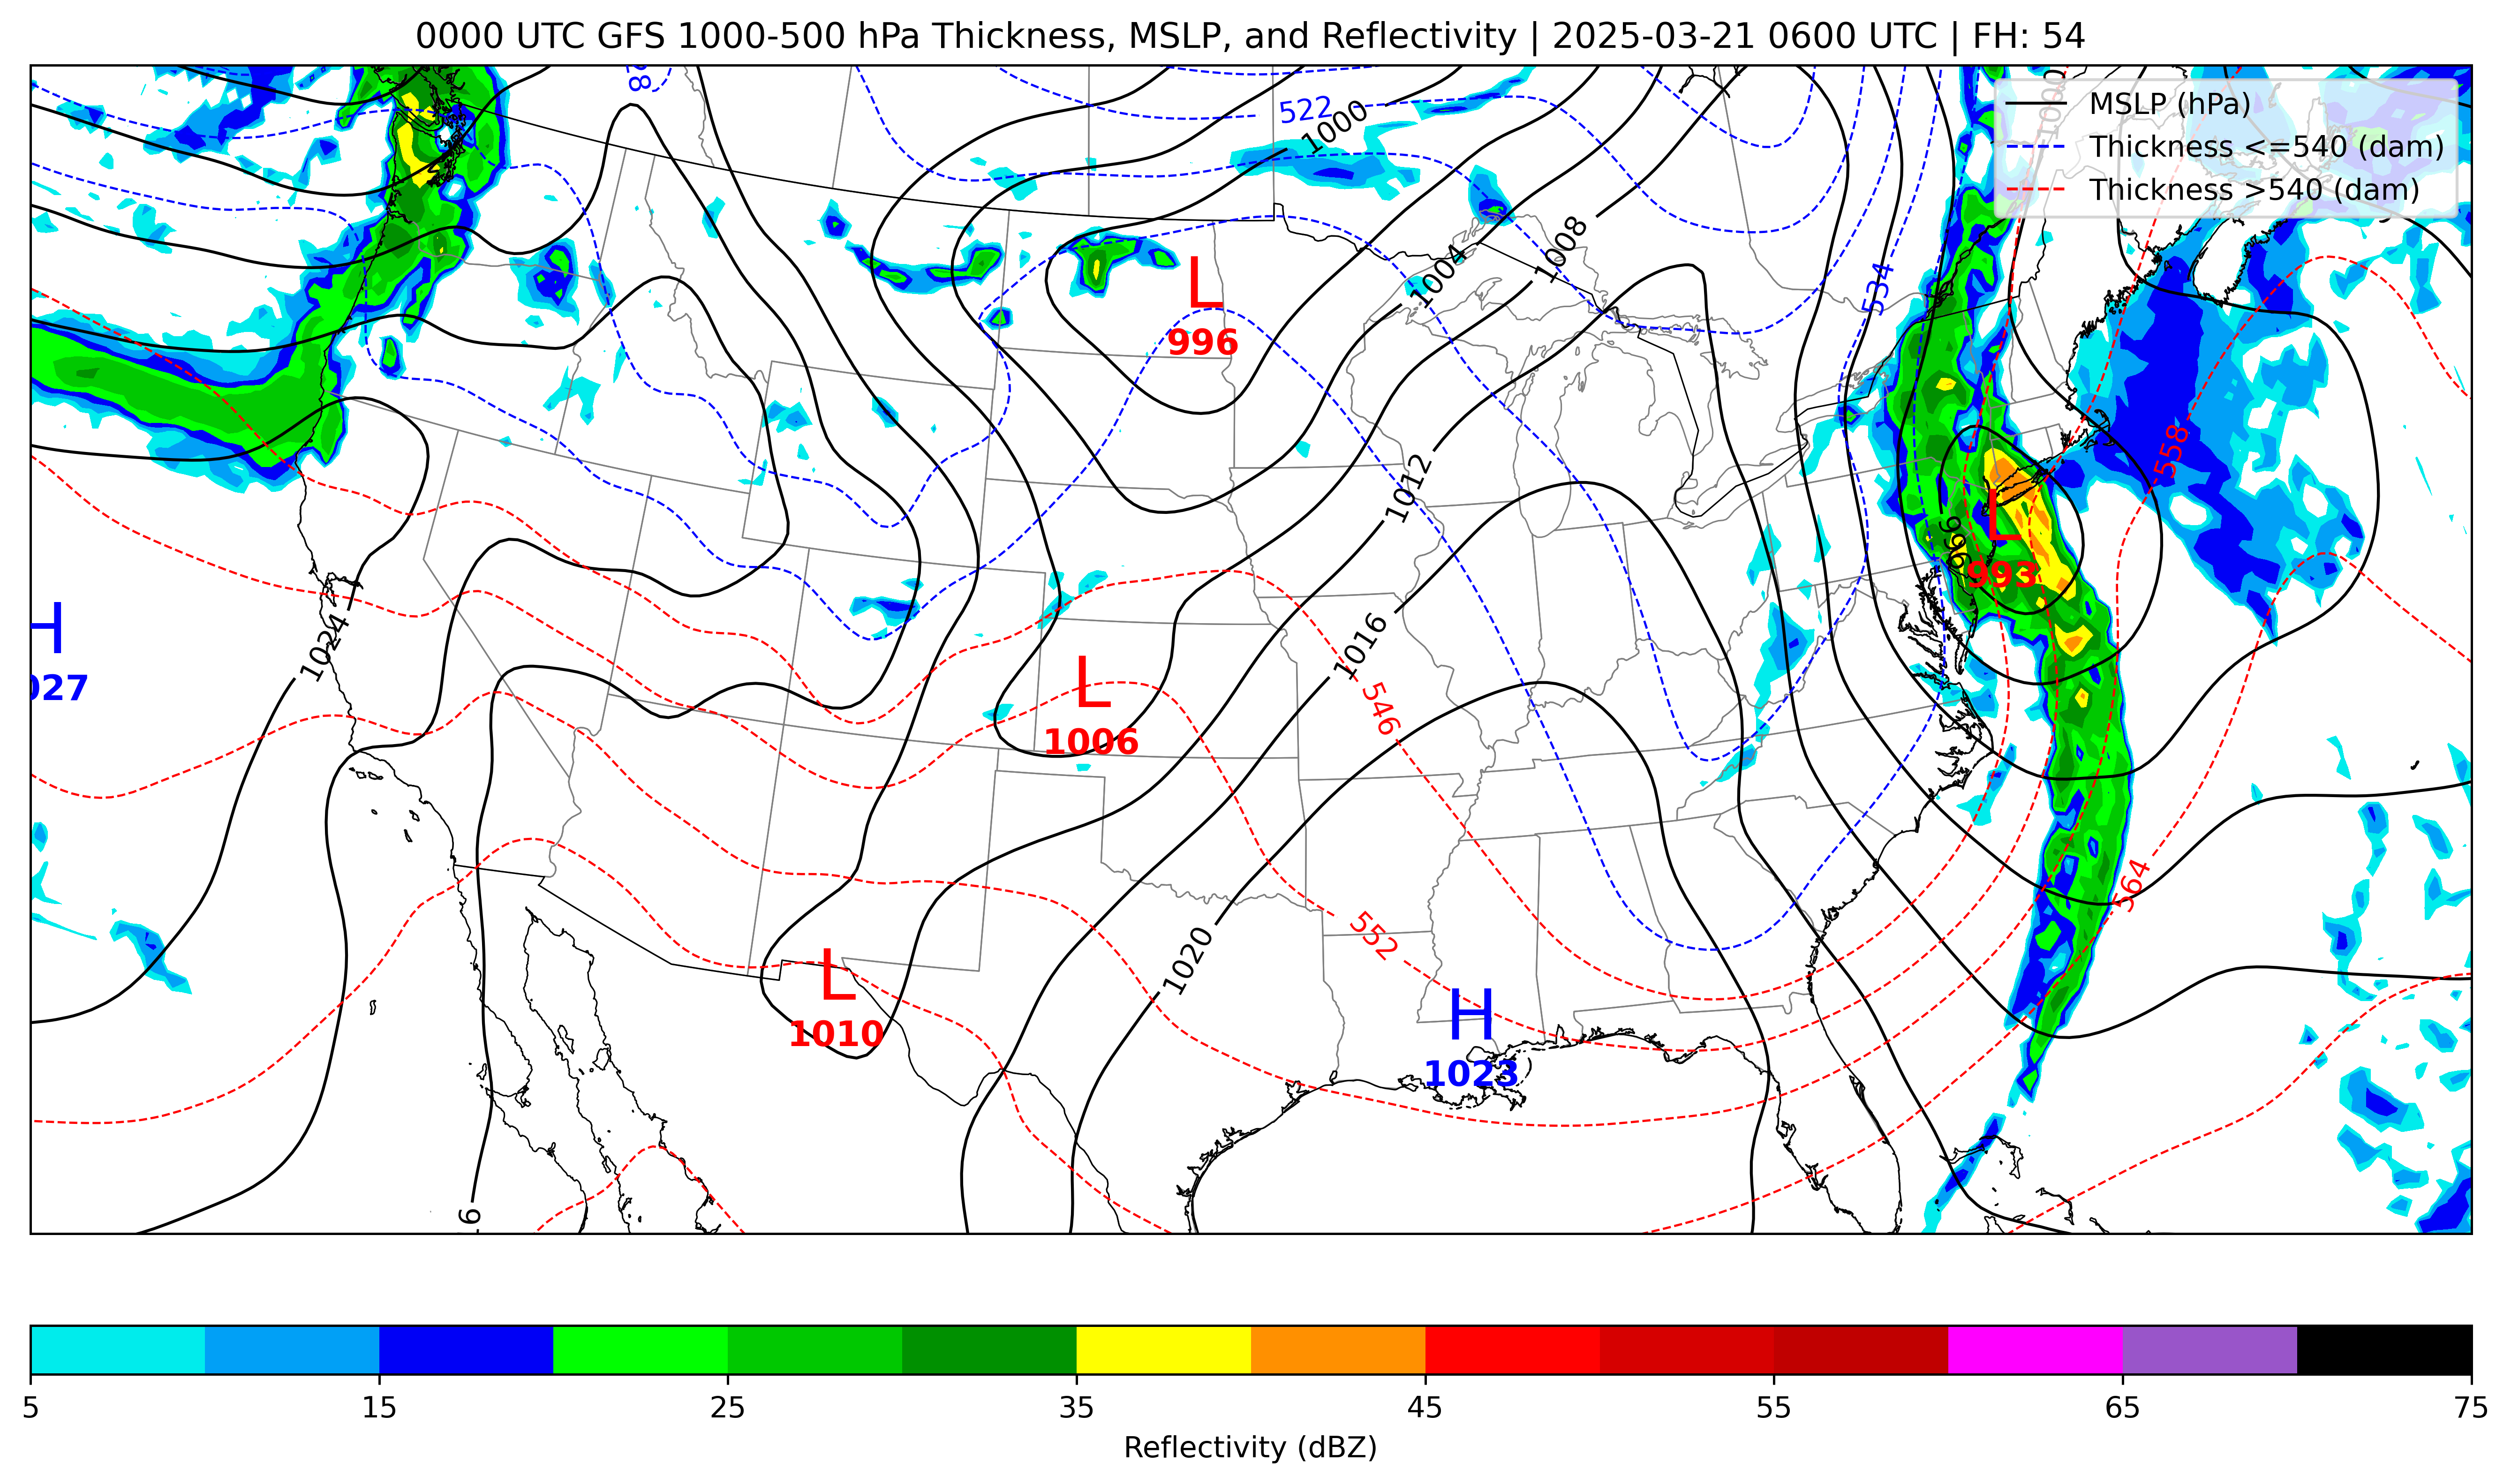 0000 UTC GFS 1000-500 hPa Thickness, MSLP, and Reflectivity | 2025-03-21 0600 UTC | FH: 54
MSLP (hPa)
Thickness <=540 (dam)
Thickness >540 (dam)
522
1000
1000
1008
1004
534
L
996
558
1012
996
L
993
H
027
1024
1016
L
1006
546
564
552
1020
L
1010
H
1023
6
5 15 25 35 45 55 65 75
Reflectivity (dBZ)